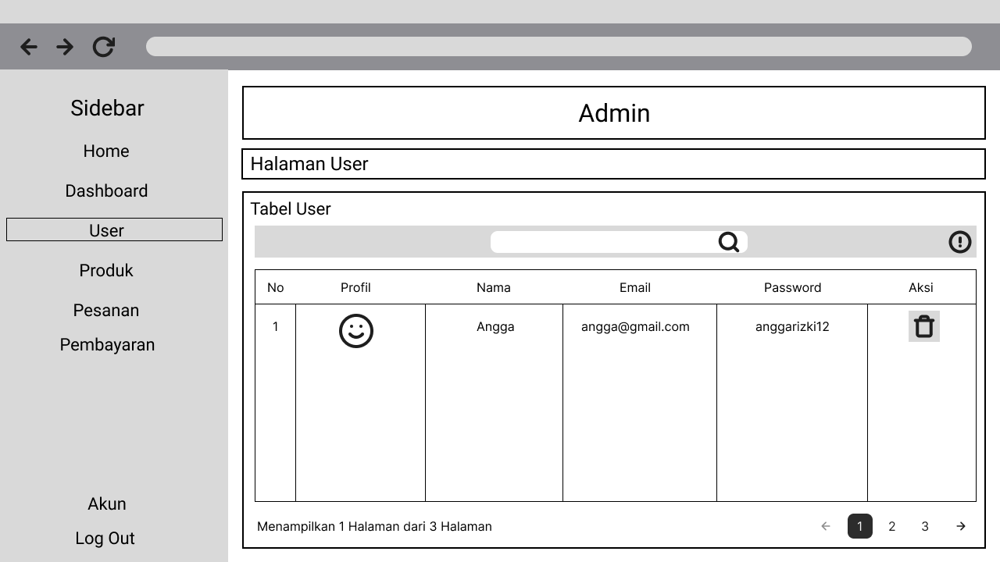 Sidebar
Home
Dashboard
User
Produk
Pesanan
Pembayaran
Akun
Log Out
Admin
Halaman User
Tabel User
No Profil Nama Email Password Aksi
1 Angga angga@gmail.com anggarizki12
Menampilkan 1 Halaman dari 3 Halaman
1 2 3